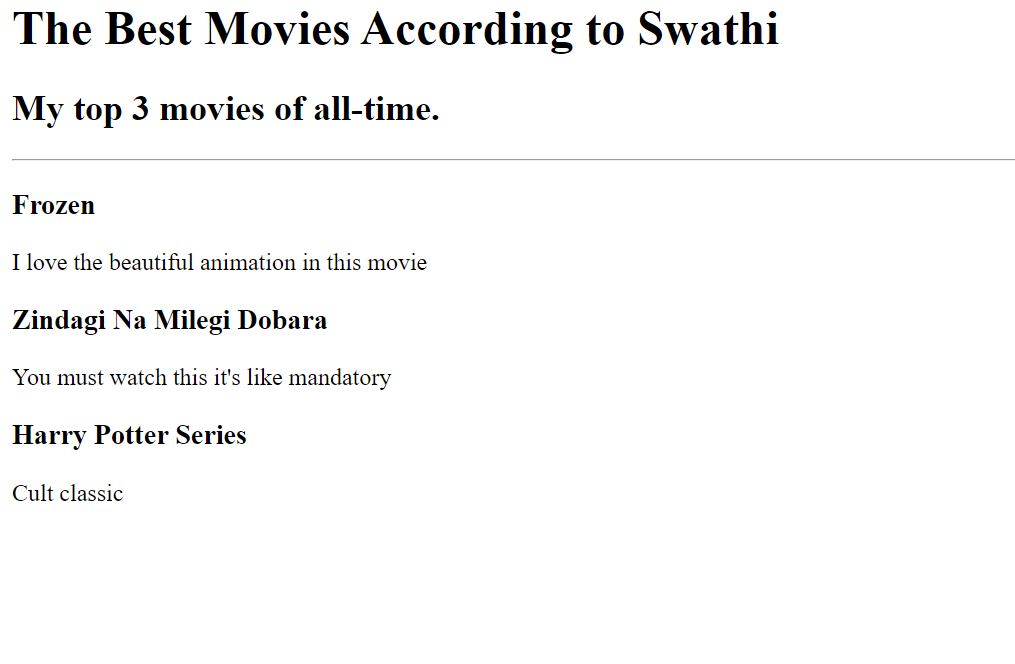 The Best Movies According to Swathi
My top 3 movies of all-time.
Frozen
I love the beautiful animation in this movie
Zindagi Na Milegi Dobara
You must watch this it's like mandatory
Harry Potter Series
Cult classic